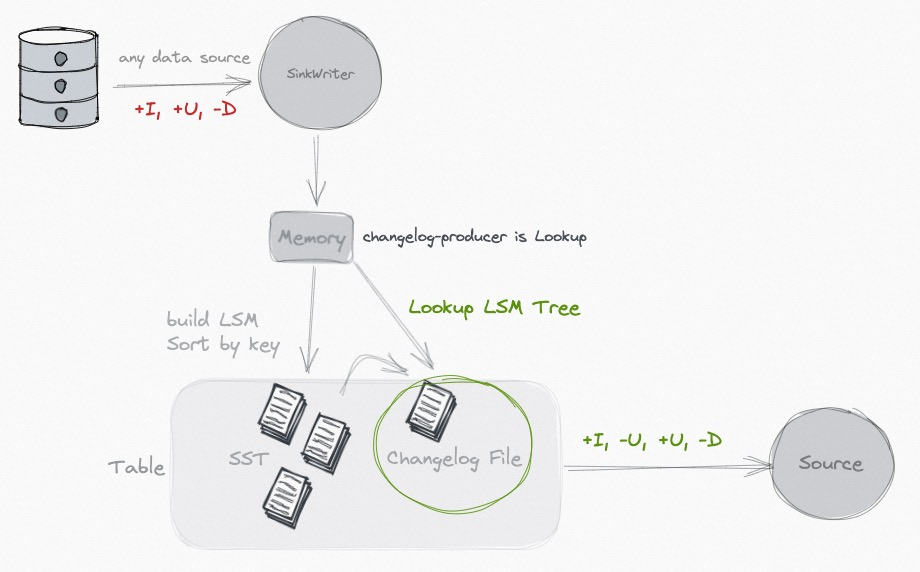 any data source
SinkWriter
+I, +U, -D
Memory
changelog-producer is Lookup
build LSM
Sort by key
Lookup LSM Tree
Table
SST
Changelog File
+I, -U, +U, -D
Source